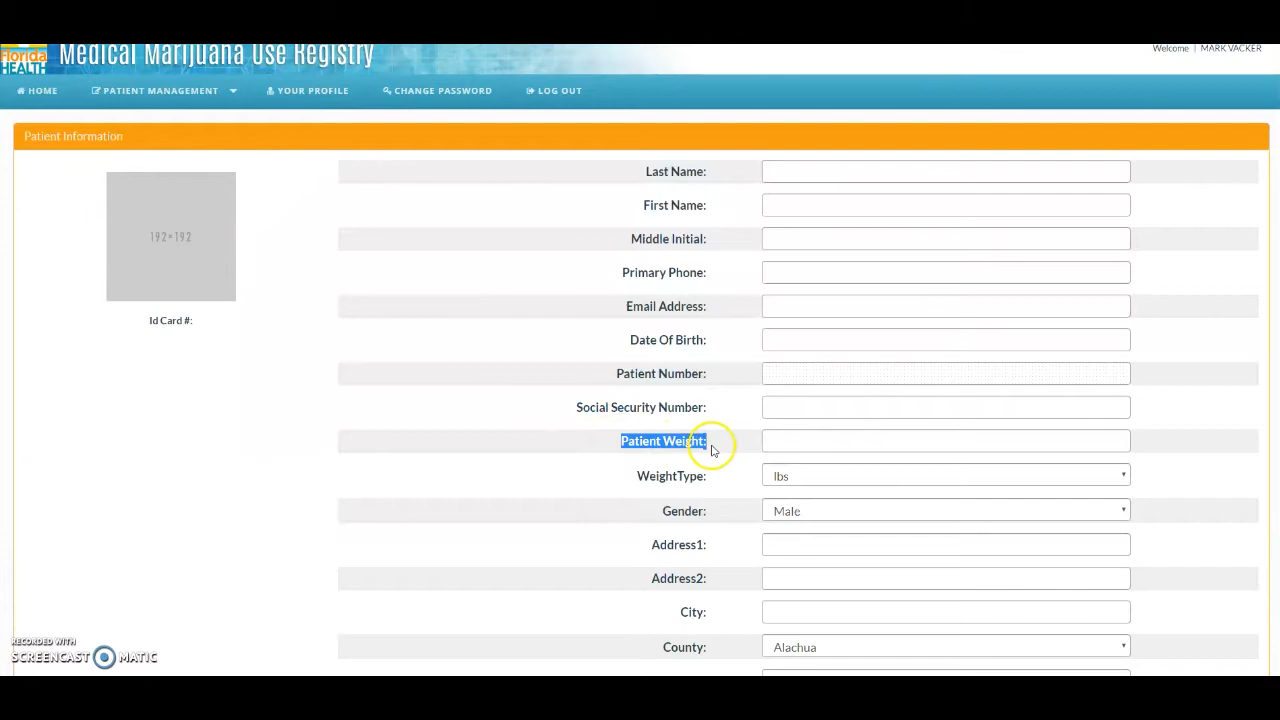 Florida
HEALTH
Medical Marijuana Use Registry
Welcome | MARK VACKER
HOME PATIENT MANAGEMENT YOUR PROFILE CHANGE PASSWORD LOG OUT
Patient Information
192×192
Id Card #:
Last Name:
First Name:
Middle Initial:
Primary Phone:
Email Address:
Date Of Birth:
Patient Number:
Social Security Number:
Patient Weight:
WeightType: lbs
Gender: Male
Address1:
Address2:
City:
County: Alachua
RECORDED WITH
SCREENCAST MATIC